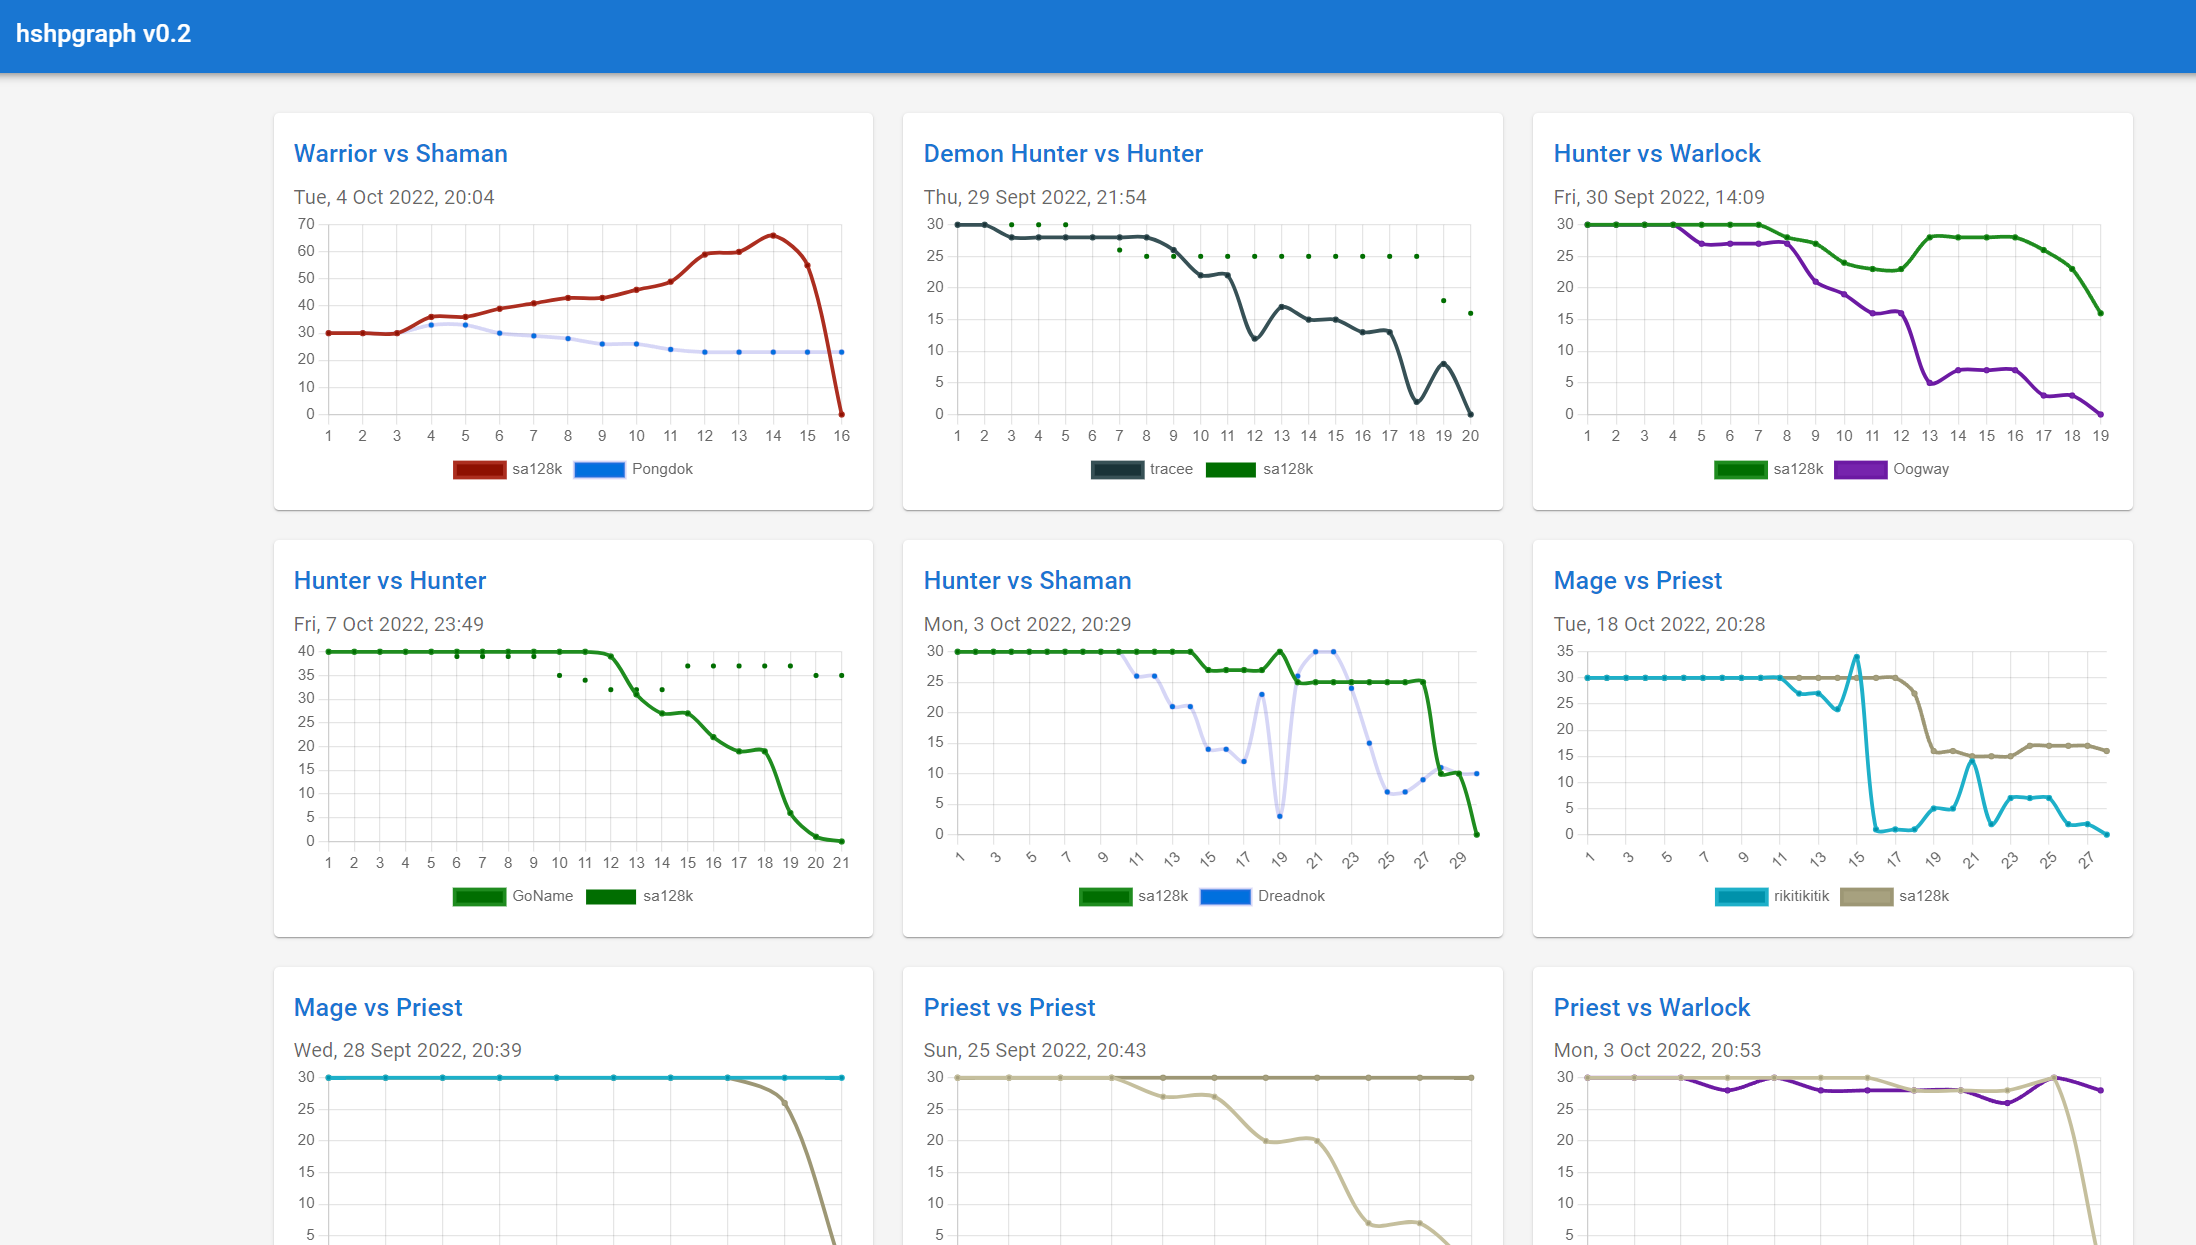 hshpgraph v0.2
Warrior vs Shaman
Tue, 4 Oct 2022, 20:04
70
60
50
40
30
20
10
0
1 2 3 4 5 6 7 8 9 10 11 12 13 14 15 16
sa128k Pongdok
Demon Hunter vs Hunter
Thu, 29 Sept 2022, 21:54
30
25
20
15
10
5
0
1 2 3 4 5 6 7 8 9 10 11 12 13 14 15 16 17 18 19 20
tracee sa128k
Hunter vs Warlock
Fri, 30 Sept 2022, 14:09
30
25
20
15
10
5
0
1 2 3 4 5 6 7 8 9 10 11 12 13 14 15 16 17 18 19
sa128k Oogway
Hunter vs Hunter
Fri, 7 Oct 2022, 23:49
40
35
30
25
20
15
10
5
0
1 2 3 4 5 6 7 8 9 10 11 12 13 14 15 16 17 18 19 20 21
GoName sa128k
Hunter vs Shaman
Mon, 3 Oct 2022, 20:29
30
25
20
15
10
5
0
1 3 5 7 9 11 13 15 17 19 21 23 25 27 29
sa128k Dreadnok
Mage vs Priest
Tue, 18 Oct 2022, 20:28
35
30
25
20
15
10
5
0
1 3 5 7 9 11 13 15 17 19 21 23 25 27
rikitikitik sa128k
Mage vs Priest
Wed, 28 Sept 2022, 20:39
30
25
20
15
10
5
Priest vs Priest
Sun, 25 Sept 2022, 20:43
30
25
20
15
10
5
Priest vs Warlock
Mon, 3 Oct 2022, 20:53
30
25
20
15
10
5